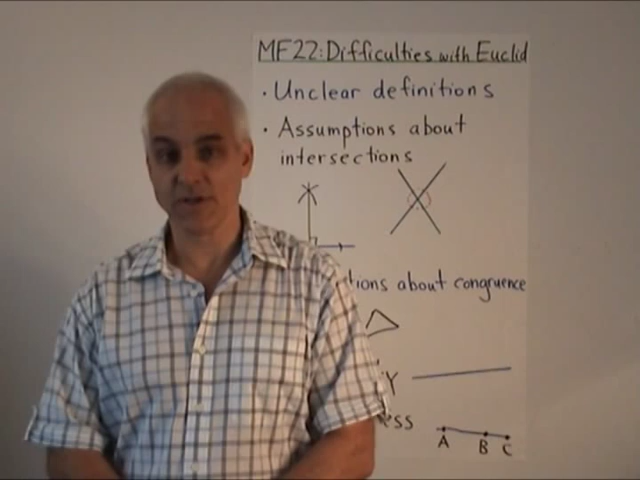 MF22: Difficulties with Euclid
· Unclear definitions
· Assumptions about
intersections
tions about congruence
Y
ess
A B C